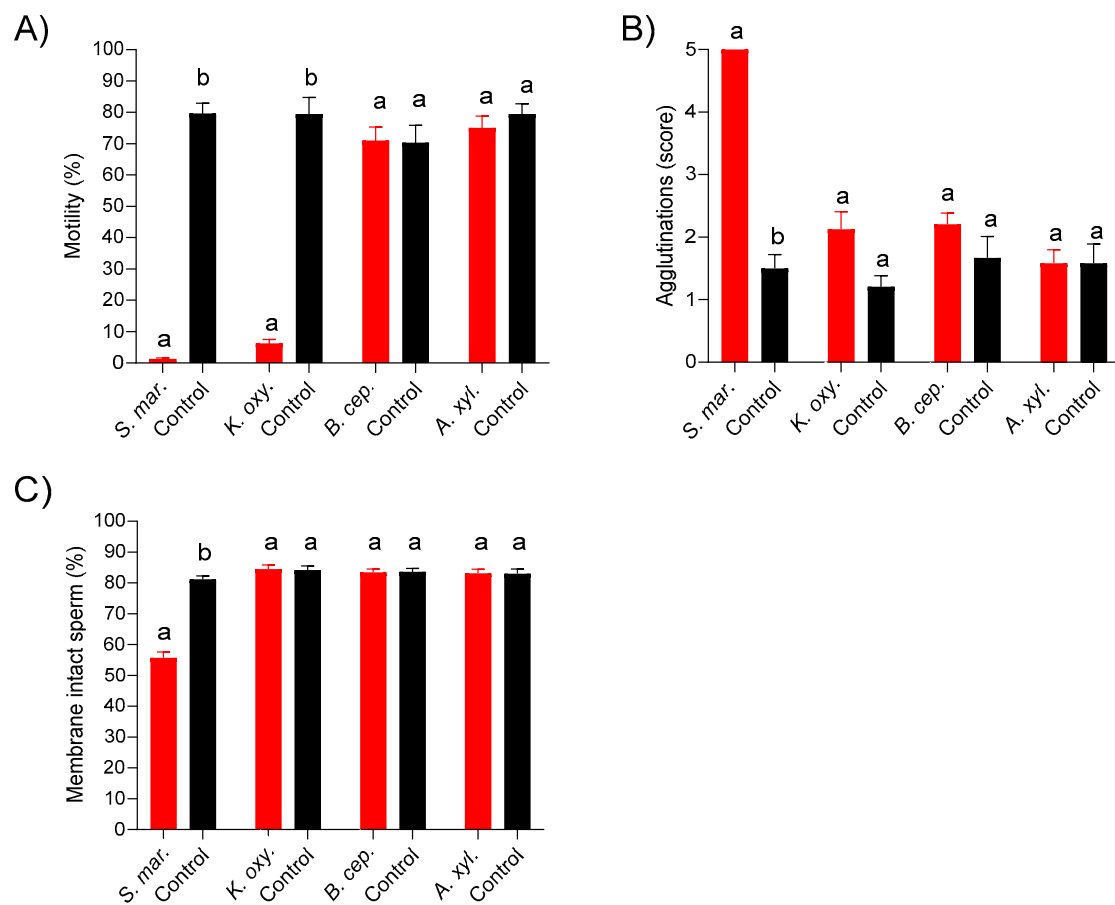 A)
Motility (%)
100
90
80
70
60
50
40
30
20
10
0
a
b
a
b
a
a
a
a
S. mar.
Control
K. oxy.
Control
B. cep.
Control
A. xyl.
Control
B)
Agglutinations (score)
5
4
3
2
1
0
a
b
a
a
a
a
a
a
S. mar.
Control
K. oxy.
Control
B. cep.
Control
A. xyl.
Control
C)
Membrane intact sperm (%)
100
90
80
70
60
50
40
30
20
10
0
a
b
a
a
a
a
a
a
S. mar.
Control
K. oxy.
Control
B. cep.
Control
A. xyl.
Control